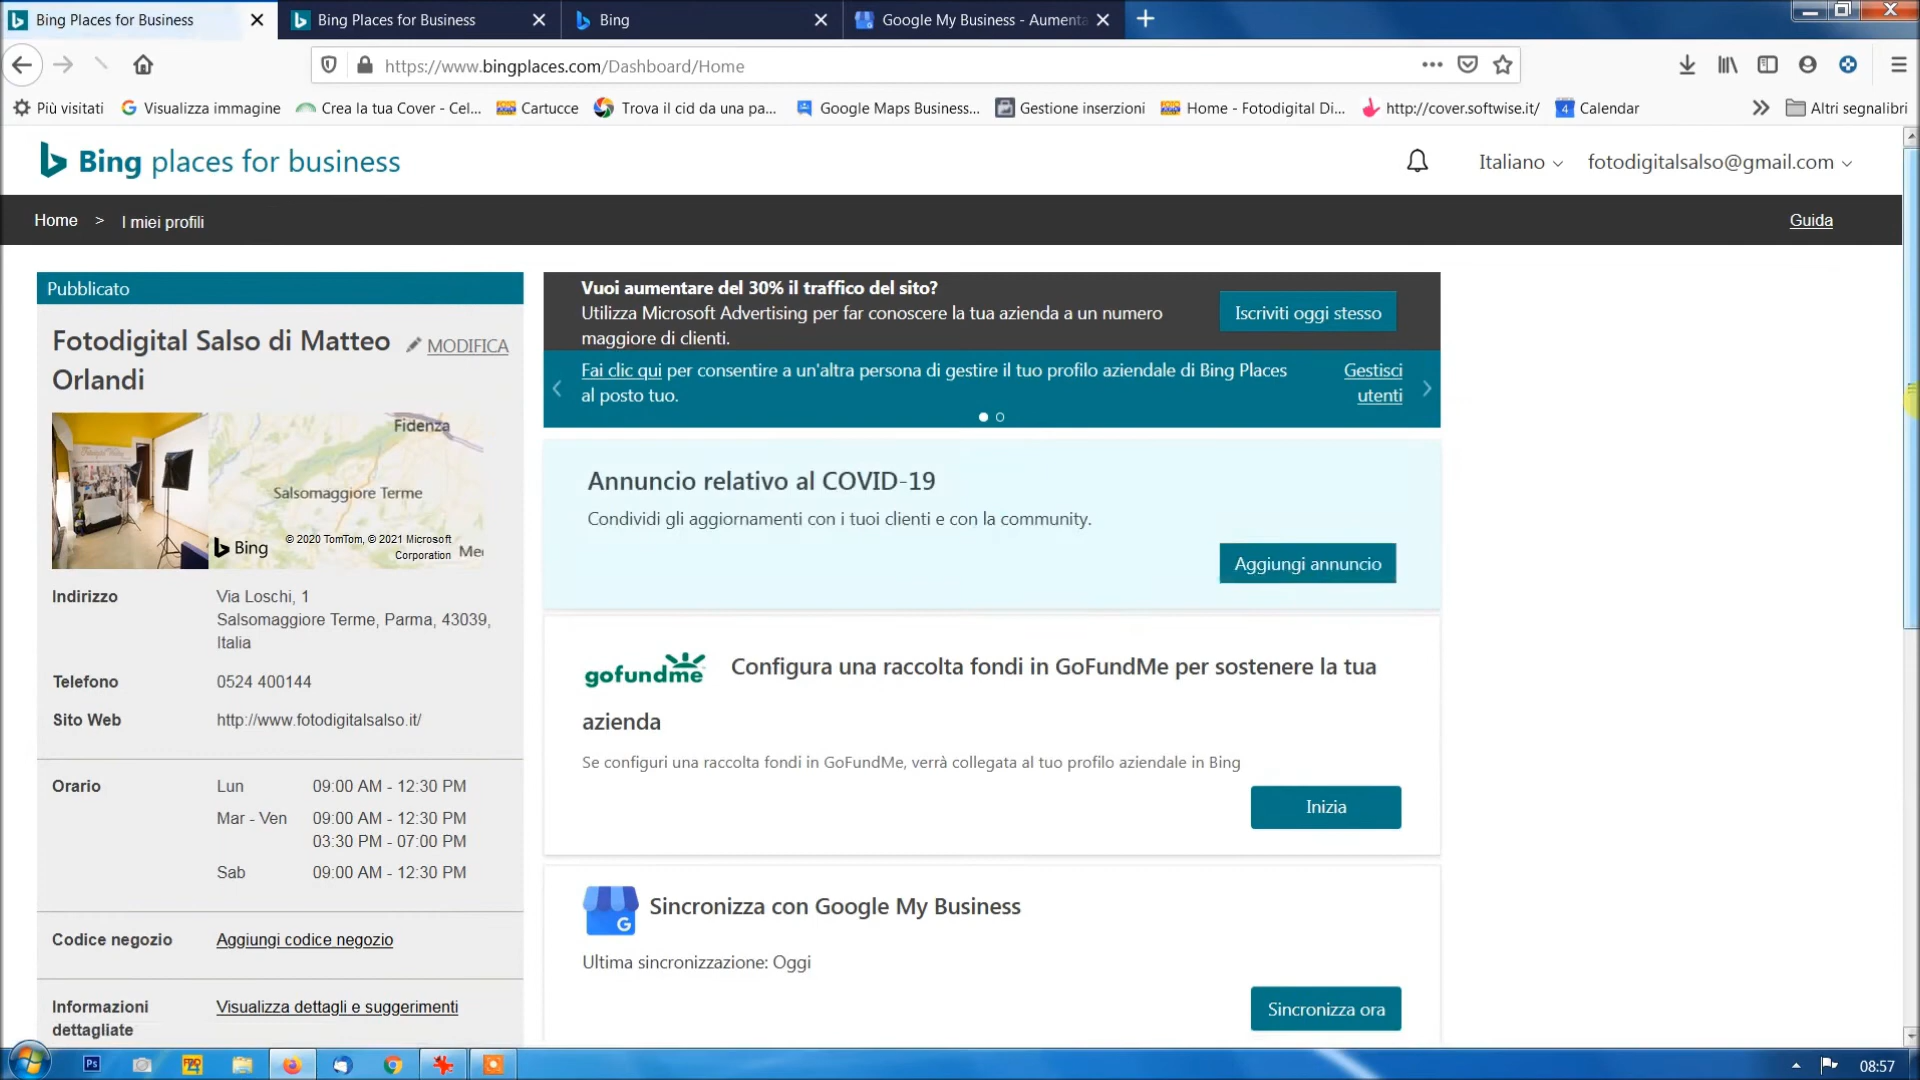 Bing Places for Business
Bing Places for Business
Bing
Google My Business - Aumenta
https://www.bingplaces.com/Dashboard/Home
Più visitati
Visualizza immagine
Crea la tua Cover - Cel...
Cartucce
Trova il cid da una pa...
Google Maps Business...
Gestione inserzioni
Home - Fotodigital Di...
http://cover.softwise.it/
4 Calendar
Altri segnalibri
Bing places for business
Italiano
fotodigitalsalso@gmail.com
Home > I miei profili
Guida
Pubblicato
Fotodigital Salso di Matteo
Orlandi
MODIFICA
Fidenza
Salsomaggiore Terme
Bing
© 2020 TomTom, © 2021 Microsoft
Corporation
Me
Indirizzo
Via Loschi, 1
Salsomaggiore Terme, Parma, 43039,
Italia
Telefono 0524 400144
Sito Web http://www.fotodigitalsalso.it/
Orario Lun 09:00 AM - 12:30 PM
Mar - Ven 09:00 AM - 12:30 PM
03:30 PM - 07:00 PM
Sab 09:00 AM - 12:30 PM
Codice negozio Aggiungi codice negozio
Informazioni
dettagliate
Visualizza dettagli e suggerimenti
Vuoi aumentare del 30% il traffico del sito?
Utilizza Microsoft Advertising per far conoscere la tua azienda a un numero
maggiore di clienti.
Iscriviti oggi stesso
Fai clic qui per consentire a un'altra persona di gestire il tuo profilo aziendale di Bing Places
al posto tuo.
Gestisci
utenti
Annuncio relativo al COVID-19
Condividi gli aggiornamenti con i tuoi clienti e con la community.
Aggiungi annuncio
gofundme
Configura una raccolta fondi in GoFundMe per sostenere la tua
azienda
Se configuri una raccolta fondi in GoFundMe, verrà collegata al tuo profilo aziendale in Bing
Inizia
G
Sincronizza con Google My Business
Ultima sincronizzazione: Oggi
Sincronizza ora
Ps
08:57